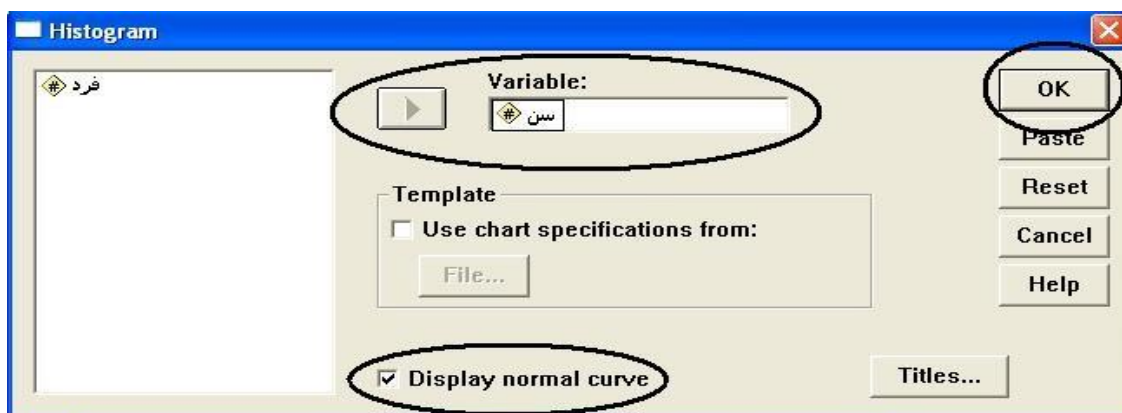 Histogram
فرد
Variable:
سن
Template
Use chart specifications from:
File...
Display normal curve
OK
Paste
Reset
Cancel
Help
Titles...